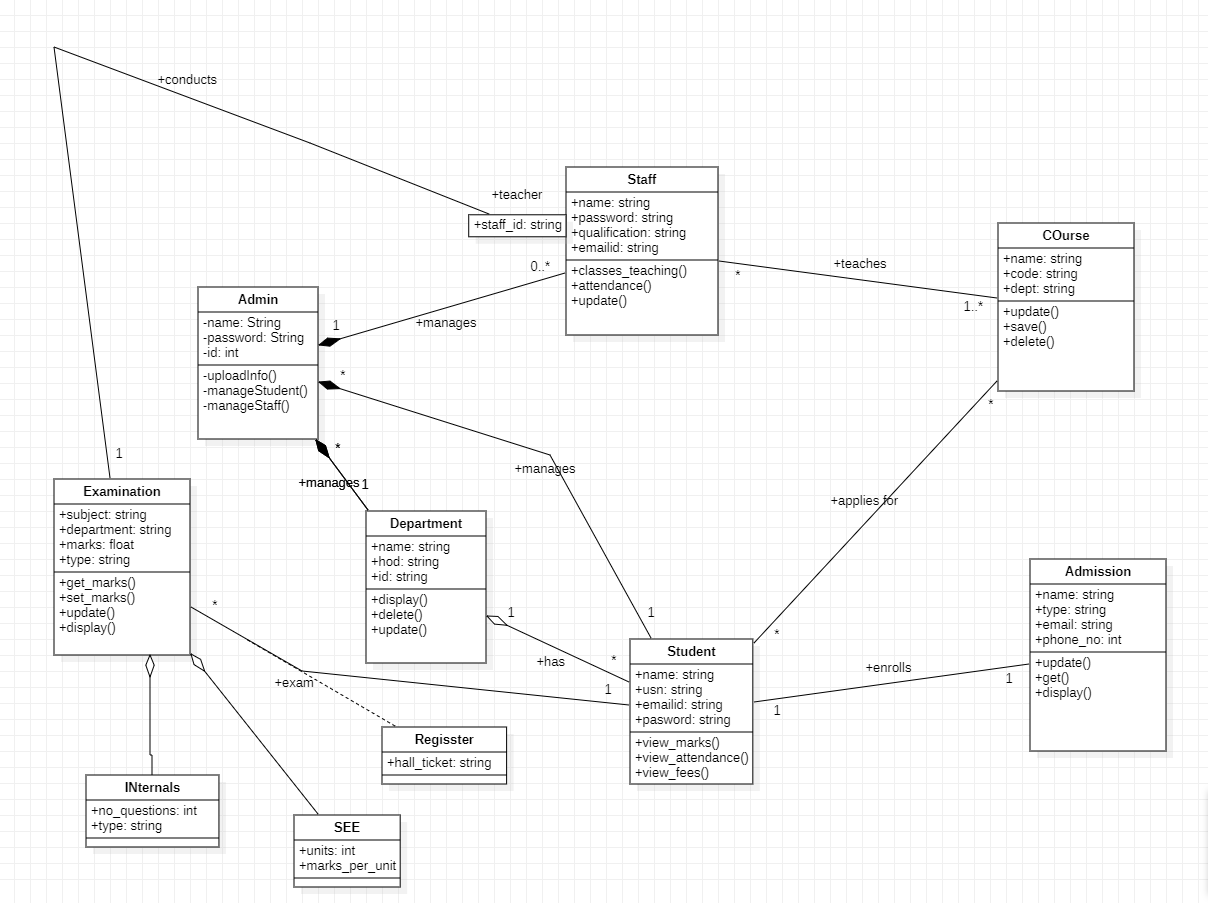 +conducts
+teacher
+staff_id: string
Staff
+name: string
+password: string
+qualification: string
+emailid: string
+classes_teaching()
+attendance()
+update()
0..*
*
+teaches
1..*
COurse
+name: string
+code: string
+dept: string
+update()
+save()
+delete()
*
Admin
-name: String
-password: String
-id: int
-uploadInfo()
-manageStudent()
-manageStaff()
1
+manages
*
+manages
*
+manages
1
1
Examination
+subject: string
+department: string
+marks: float
+type: string
+get_marks()
+set_marks()
+update()
+display()
*
Department
+name: string
+hod: string
+id: string
+display()
+delete()
+update()
1
+has
*
1
+applies for
*
Student
+name: string
+usn: string
+emailid: string
+pasword: string
+view_marks()
+view_attendance()
+view_fees()
1
+exam
1
+enrolls
1
Admission
+name: string
+type: string
+email: string
+phone_no: int
+update()
+get()
+display()
Regisster
+hall_ticket: string
INternals
+no_questions: int
+type: string
SEE
+units: int
+marks_per_unit